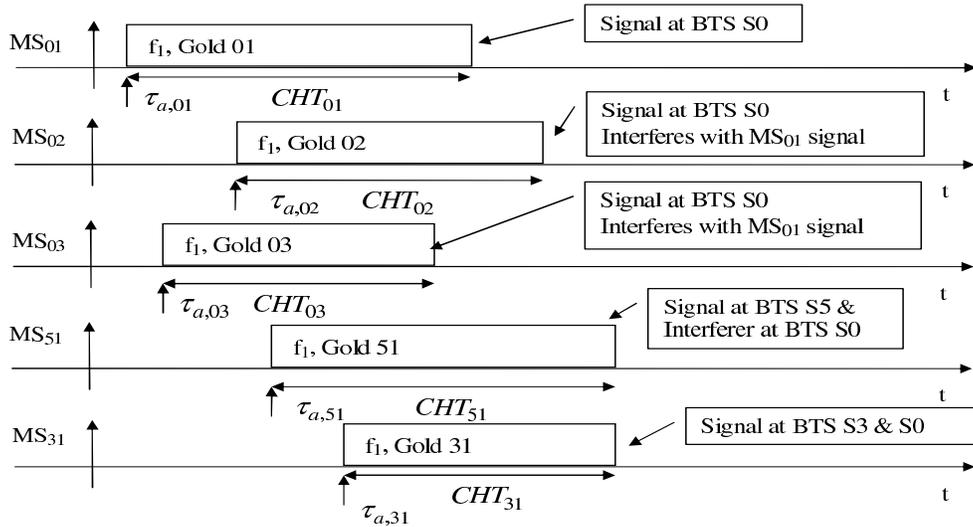 MS01
f1, Gold 01
Signal at BTS S0
τa,01
CHT01
t
MS02
f1, Gold 02
Signal at BTS S0
Interferes with MS01 signal
τa,02
CHT02
t
MS03
f1, Gold 03
Signal at BTS S0
Interferes with MS01 signal
τa,03
CHT03
t
MS51
f1, Gold 51
Signal at BTS S5 &
Interferer at BTS S0
τa,51
CHT51
t
MS31
f1, Gold 31
Signal at BTS S3 & S0
τa,31
CHT31
t